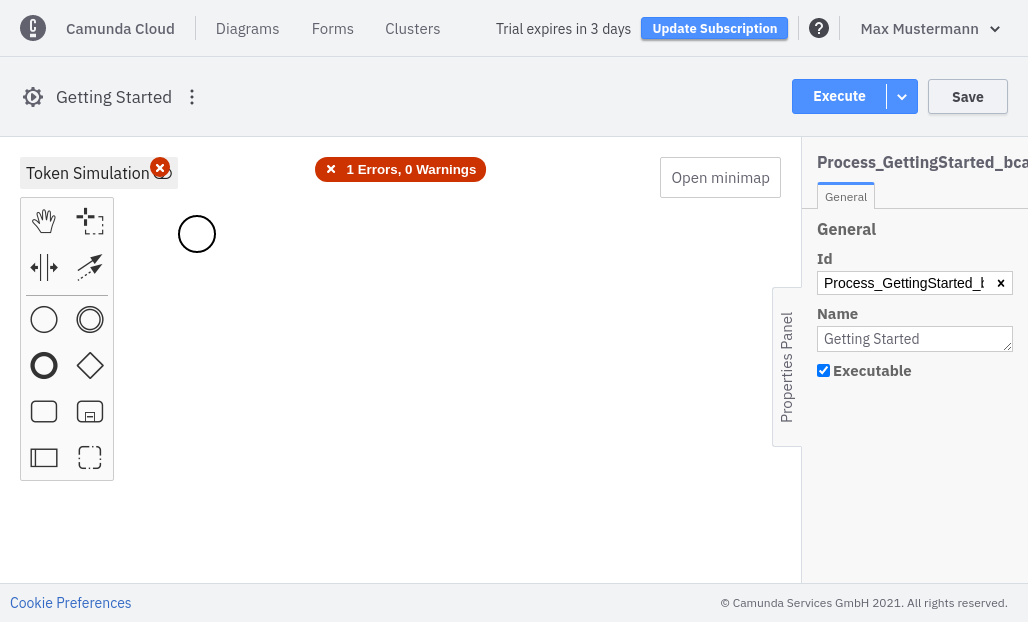 Camunda Cloud
Diagrams
Forms
Clusters
Trial expires in 3 days
Update Subscription
?
Max Mustermann
Getting Started
Execute
Save
Token Simulation
1 Errors, 0 Warnings
Open minimap
Properties Panel
Process_GettingStarted_bca
General
General
Id
Process_GettingStarted_b
Name
Getting Started
Executable
Cookie Preferences
© Camunda Services GmbH 2021. All rights reserved.